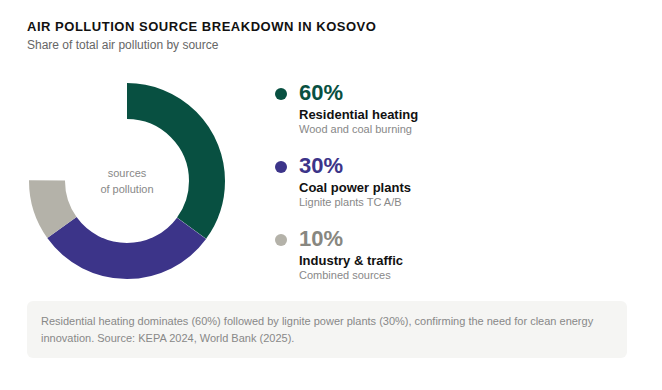 AIR POLLUTION SOURCE BREAKDOWN IN KOSOVO
Share of total air pollution by source
sources
of pollution
60%
Residential heating
Wood and coal burning
30%
Coal power plants
Lignite plants TC A/B
10%
Industry & traffic
Combined sources
Residential heating dominates (60%) followed by lignite power plants (30%), confirming the need for clean energy
innovation. Source: KEPA 2024, World Bank (2025).